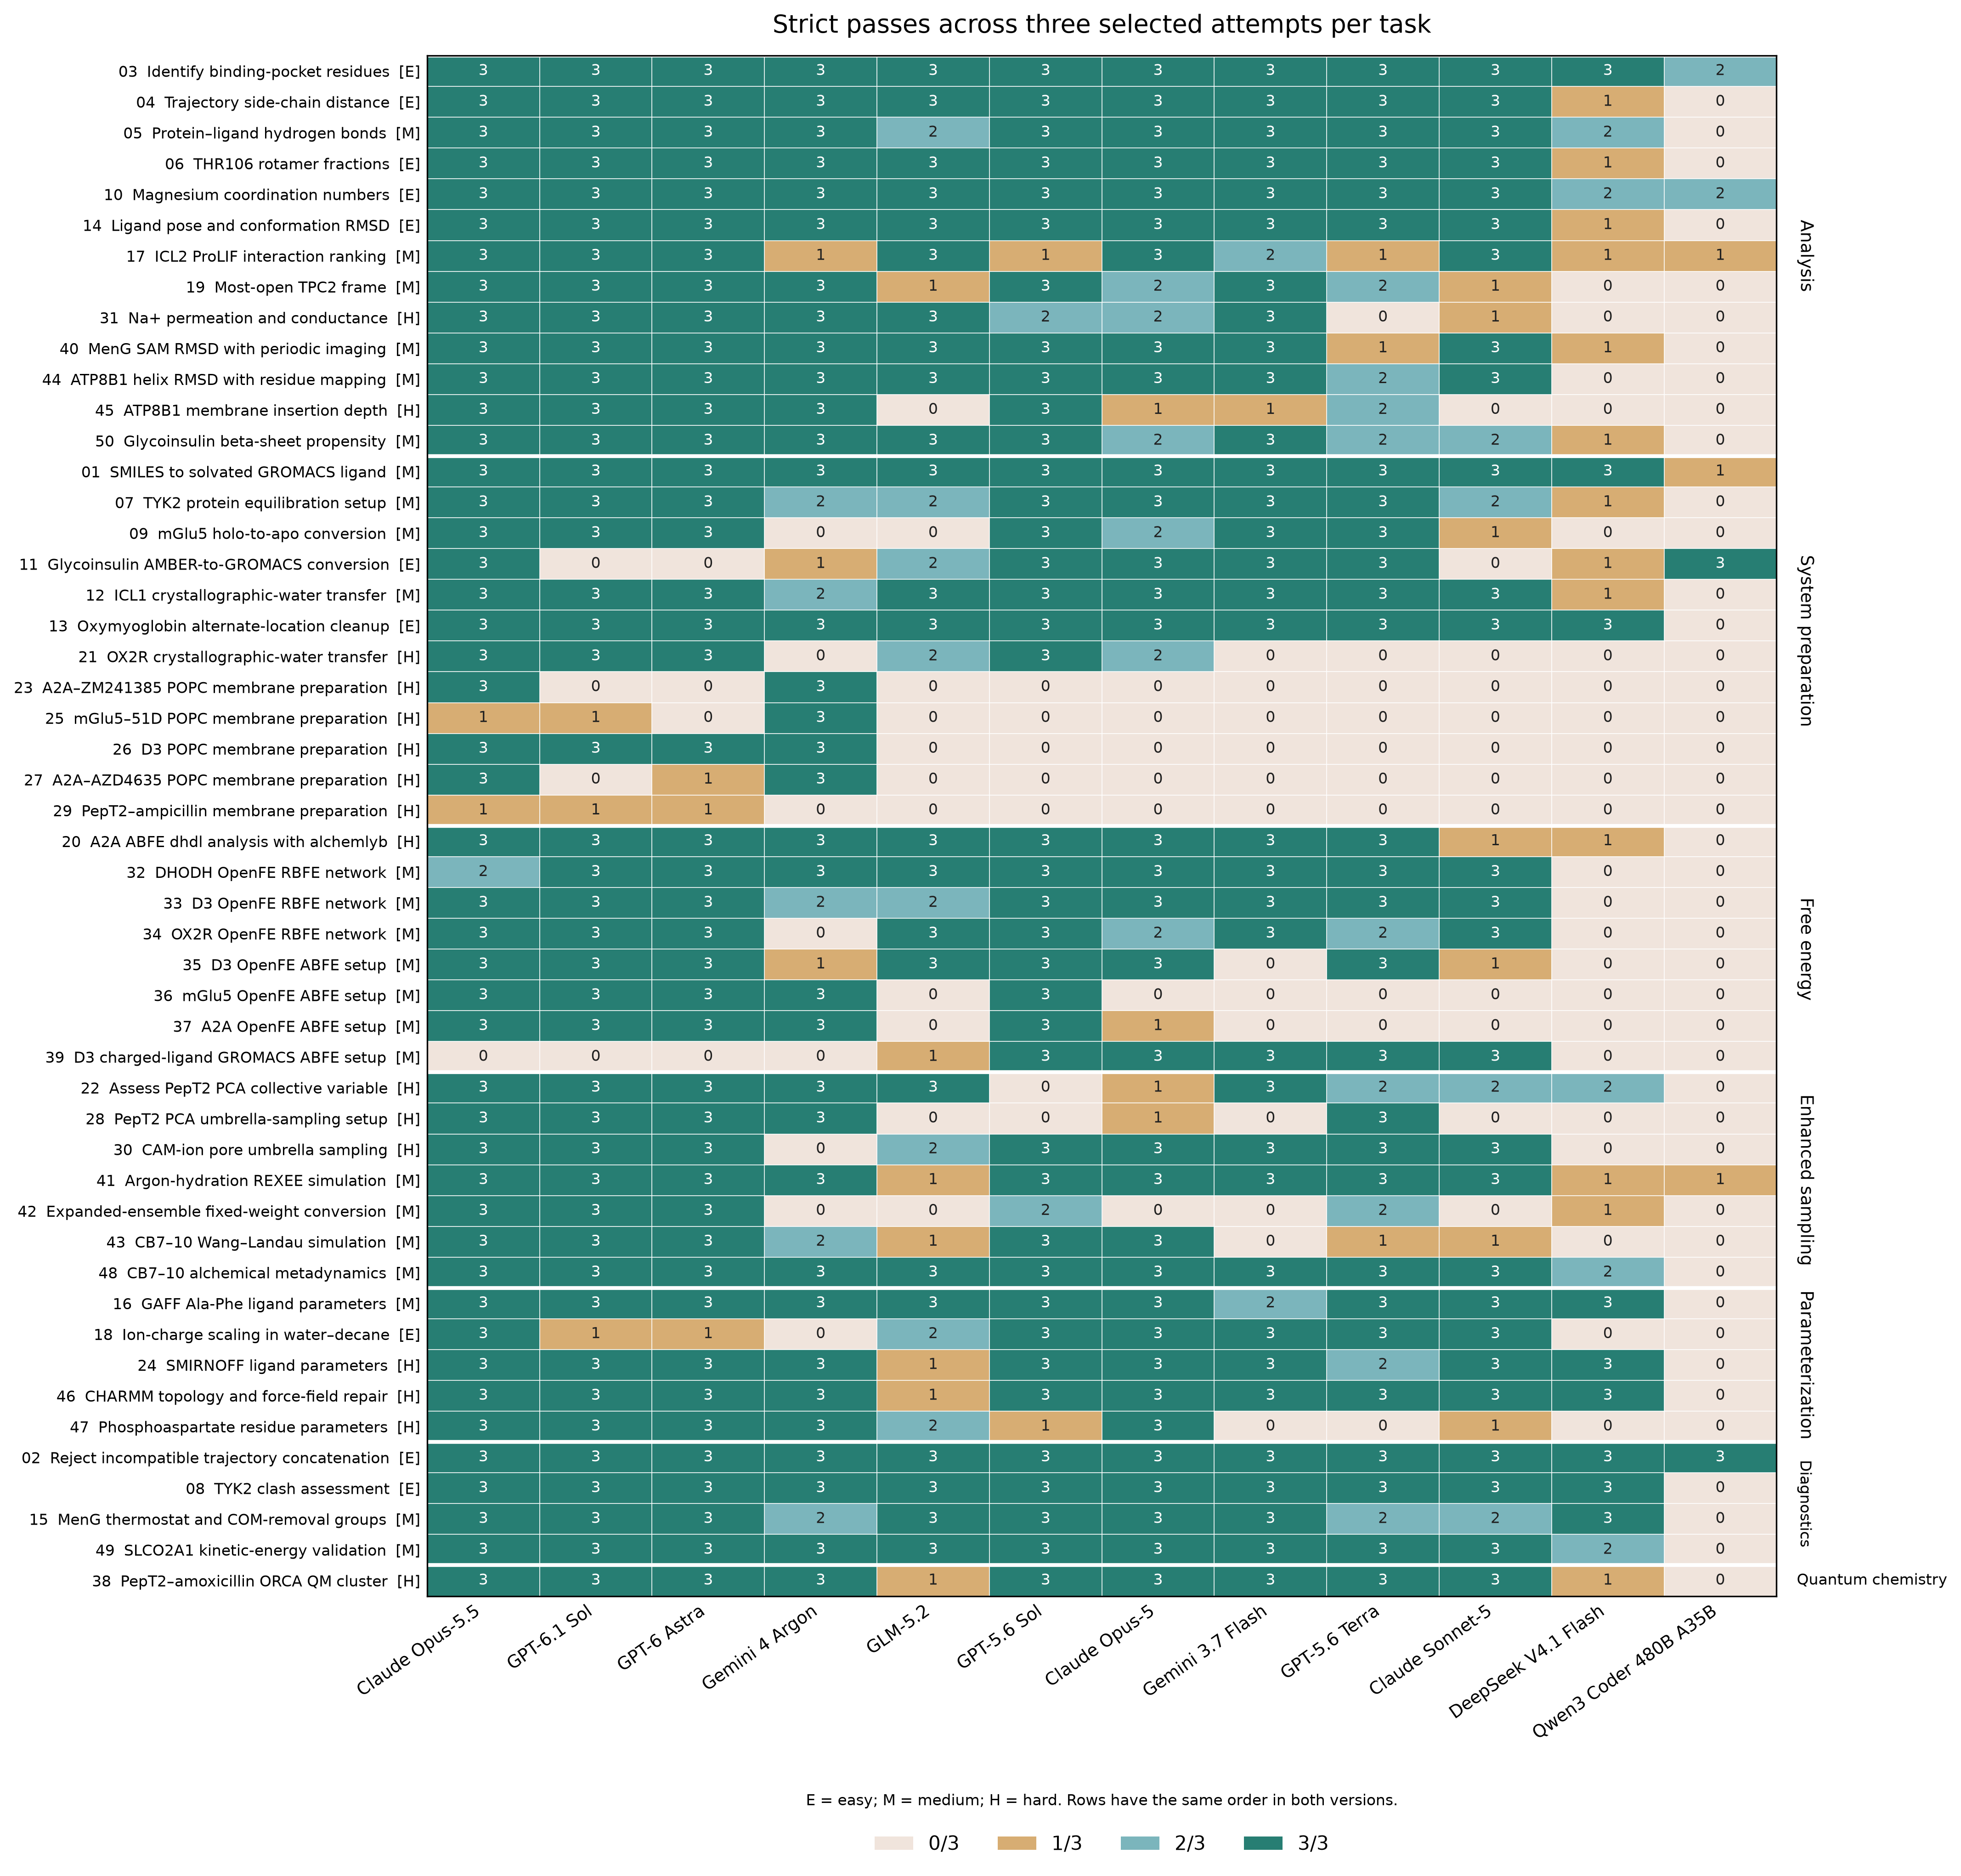 Strict passes across three selected attempts per task
03 Identify binding-pocket residues [E] 3 3 3 3 3 3 3 3 3 3 3 2
04 Trajectory side-chain distance [E] 3 3 3 3 3 3 3 3 3 3 1 0
05 Protein–ligand hydrogen bonds [M] 3 3 3 3 2 3 3 3 3 3 2 0
06 THR106 rotamer fractions [E] 3 3 3 3 3 3 3 3 3 3 1 0
10 Magnesium coordination numbers [E] 3 3 3 3 3 3 3 3 3 3 2 2
14 Ligand pose and conformation RMSD [E] 3 3 3 3 3 3 3 3 3 3 1 0
17 ICL2 ProLIF interaction ranking [M] 3 3 3 1 3 1 3 2 1 3 1 1
19 Most-open TPC2 frame [M] 3 3 3 3 1 3 2 3 2 1 0 0
31 Na+ permeation and conductance [H] 3 3 3 3 3 2 2 3 0 1 0 0
40 MenG SAM RMSD with periodic imaging [M] 3 3 3 3 3 3 3 3 1 3 1 0
44 ATP8B1 helix RMSD with residue mapping [M] 3 3 3 3 3 3 3 3 2 3 0 0
45 ATP8B1 membrane insertion depth [H] 3 3 3 3 0 3 1 1 2 0 0 0
50 Glycoinsulin beta-sheet propensity [M] 3 3 3 3 3 3 2 3 2 2 1 0
Analysis
01 SMILES to solvated GROMACS ligand [M] 3 3 3 3 3 3 3 3 3 3 3 1
07 TYK2 protein equilibration setup [M] 3 3 3 2 2 3 3 3 3 2 1 0
09 mGlu5 holo-to-apo conversion [M] 3 3 3 0 0 3 2 3 3 1 0 0
11 Glycoinsulin AMBER-to-GROMACS conversion [E] 3 0 0 1 2 3 3 3 3 0 1 3
12 ICL1 crystallographic-water transfer [M] 3 3 3 2 3 3 3 3 3 3 1 0
13 Oxymyoglobin alternate-location cleanup [E] 3 3 3 3 3 3 3 3 3 3 3 0
21 OX2R crystallographic-water transfer [H] 3 3 3 0 2 3 2 0 0 0 0 0
23 A2A–ZM241385 POPC membrane preparation [H] 3 0 0 3 0 0 0 0 0 0 0 0
25 mGlu5–51D POPC membrane preparation [H] 1 1 0 3 0 0 0 0 0 0 0 0
26 D3 POPC membrane preparation [H] 3 3 3 3 0 0 0 0 0 0 0 0
27 A2A–AZD4635 POPC membrane preparation [H] 3 0 1 3 0 0 0 0 0 0 0 0
29 PepT2–ampicillin membrane preparation [H] 1 1 1 0 0 0 0 0 0 0 0 0
System preparation
20 A2A ABFE dhdl analysis with alchemlyb [H] 3 3 3 3 3 3 3 3 3 1 1 0
32 DHODH OpenFE RBFE network [M] 2 3 3 3 3 3 3 3 3 3 0 0
33 D3 OpenFE RBFE network [M] 3 3 3 2 2 3 3 3 3 3 0 0
34 OX2R OpenFE RBFE network [M] 3 3 3 0 3 3 2 3 2 3 0 0
35 D3 OpenFE ABFE setup [M] 3 3 3 1 3 3 3 0 3 1 0 0
36 mGlu5 OpenFE ABFE setup [M] 3 3 3 3 0 3 0 0 0 0 0 0
37 A2A OpenFE ABFE setup [M] 3 3 3 3 0 3 1 0 0 0 0 0
39 D3 charged-ligand GROMACS ABFE setup [M] 0 0 0 0 1 3 3 3 3 3 0 0
Free energy
22 Assess PepT2 PCA collective variable [H] 3 3 3 3 3 0 1 3 2 2 2 0
28 PepT2 PCA umbrella-sampling setup [H] 3 3 3 3 0 0 1 0 3 0 0 0
30 CAM-ion pore umbrella sampling [H] 3 3 3 0 2 3 3 3 3 3 0 0
41 Argon-hydration REXEE simulation [M] 3 3 3 3 1 3 3 3 3 3 1 1
42 Expanded-ensemble fixed-weight conversion [M] 3 3 3 0 0 2 0 0 2 0 1 0
43 CB7–10 Wang–Landau simulation [M] 3 3 3 2 1 3 3 0 1 1 0 0
48 CB7–10 alchemical metadynamics [M] 3 3 3 3 3 3 3 3 3 3 2 0
Enhanced sampling
16 GAFF Ala-Phe ligand parameters [M] 3 3 3 3 3 3 3 2 3 3 3 0
18 Ion-charge scaling in water–decane [E] 3 1 1 0 2 3 3 3 3 3 0 0
24 SMIRNOFF ligand parameters [H] 3 3 3 3 1 3 3 3 2 3 3 0
46 CHARMM topology and force-field repair [H] 3 3 3 3 1 3 3 3 3 3 3 0
47 Phosphoaspartate residue parameters [H] 3 3 3 3 2 1 3 0 0 1 0 0
Parameterization
02 Reject incompatible trajectory concatenation [E] 3 3 3 3 3 3 3 3 3 3 3 3
08 TYK2 clash assessment [E] 3 3 3 3 3 3 3 3 3 3 3 0
15 MenG thermostat and COM-removal groups [M] 3 3 3 2 3 3 3 3 2 2 3 0
49 SLCO2A1 kinetic-energy validation [M] 3 3 3 3 3 3 3 3 3 3 2 0
Diagnostics
38 PepT2–amoxicillin ORCA QM cluster [H] 3 3 3 3 1 3 3 3 3 3 1 0
Quantum chemistry
Claude Opus-5.5
GPT-6.1 Sol
GPT-6 Astra
Gemini 4 Argon
GLM-5.2
GPT-5.6 Sol
Claude Opus-5
Gemini 3.7 Flash
GPT-5.6 Terra
Claude Sonnet-5
DeepSeek V4.1 Flash
Qwen3 Coder 480B A35B
E = easy; M = medium; H = hard. Rows have the same order in both versions.
0/3 1/3 2/3 3/3